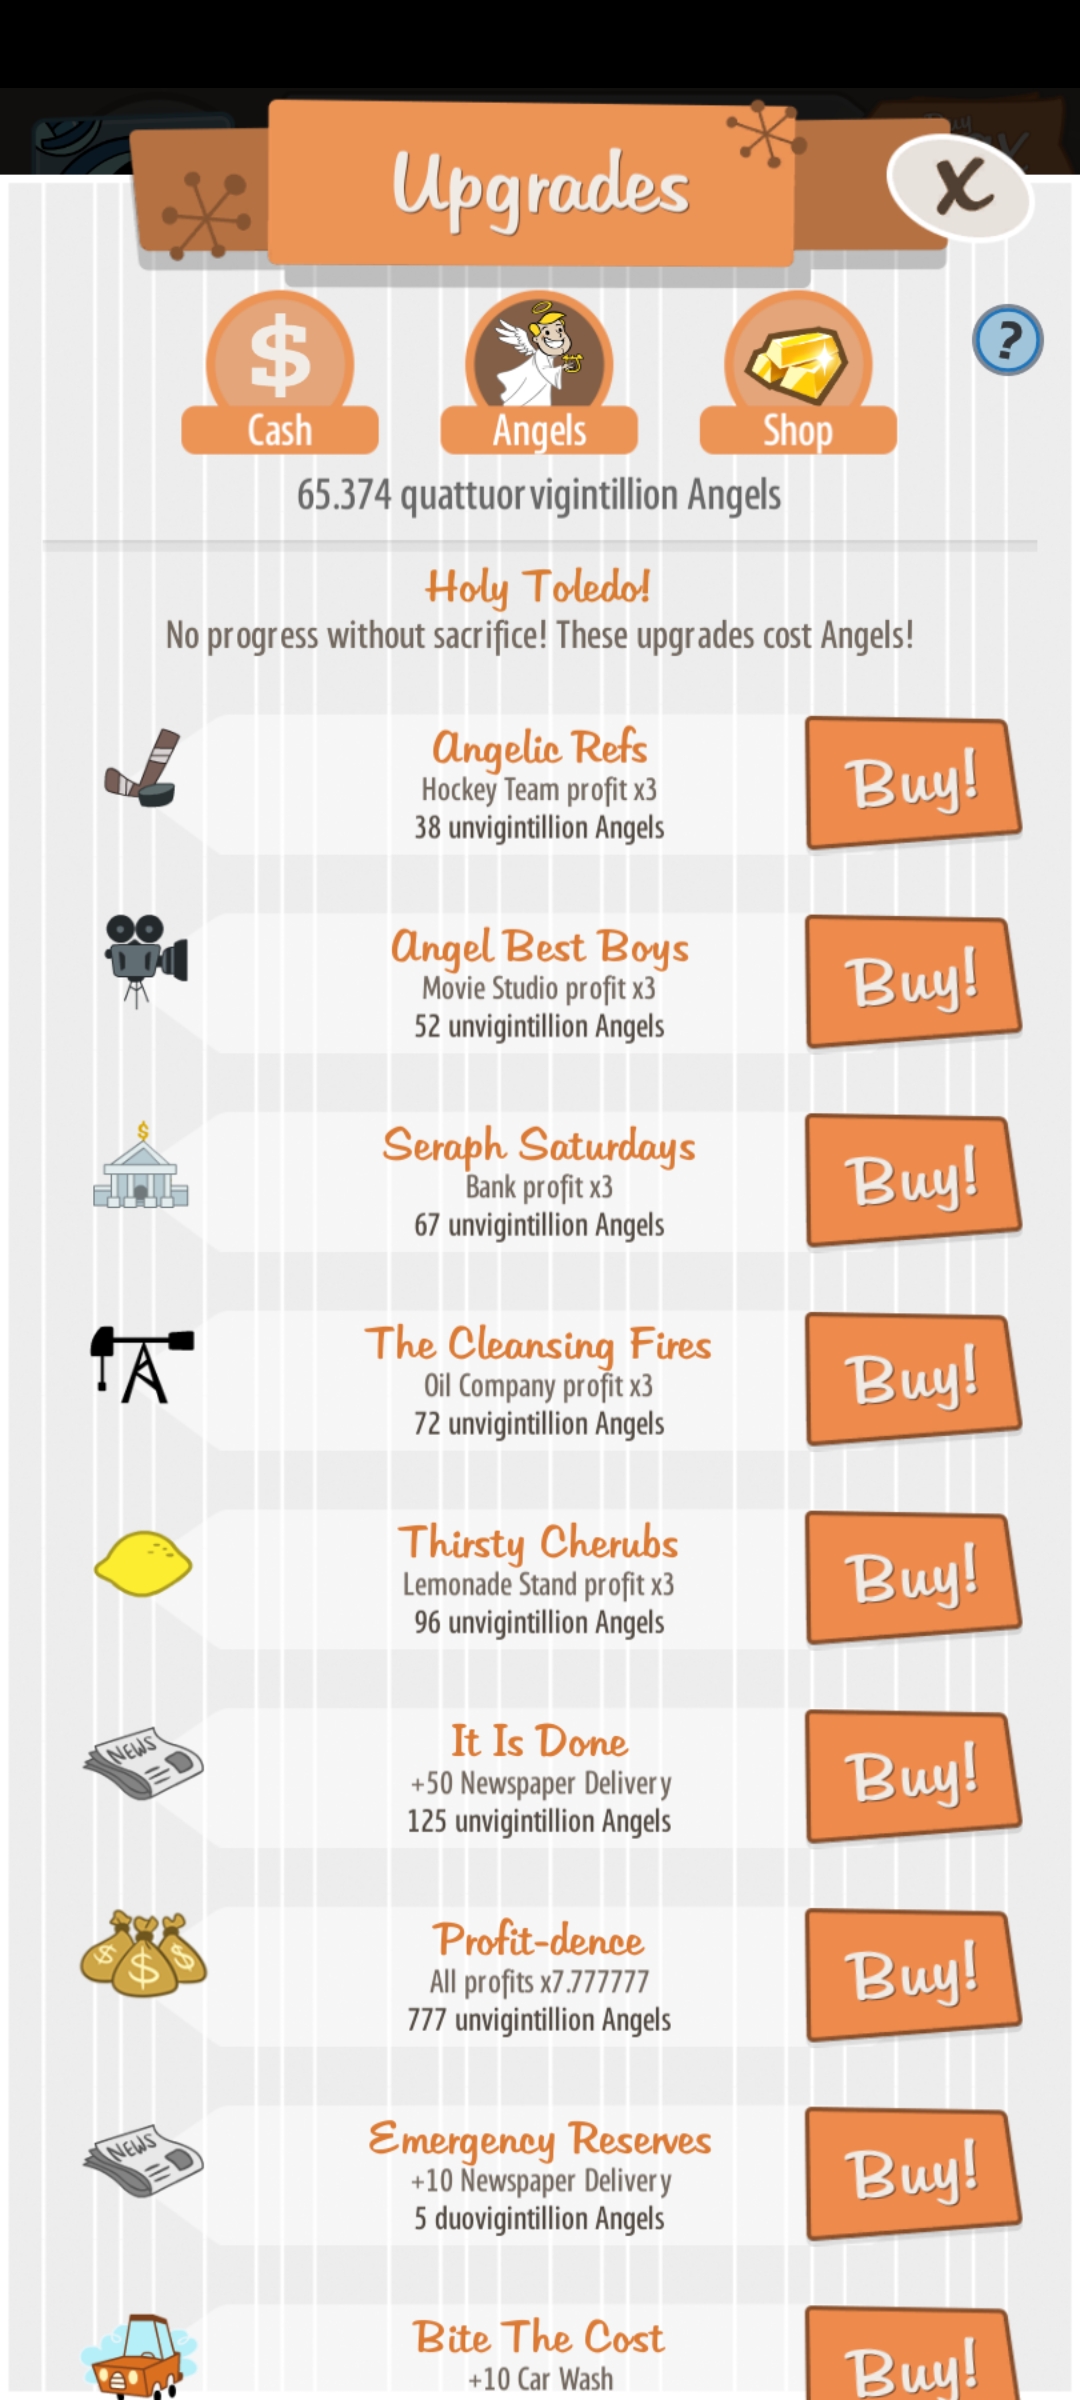 Buy
Upgrades
X
$
?
Cash
Angels
Shop
65.374 quattuorvigintillion Angels
Holy Toledo!
No progress without sacrifice! These upgrades cost Angels!
Angelic Refs
Hockey Team profit x3
38 unvigintillion Angels
Buy!
Angel Best Boys
Movie Studio profit x3
52 unvigintillion Angels
Buy!
$
Seraph Saturdays
Bank profit x3
67 unvigintillion Angels
Buy!
The Cleansing Fires
Oil Company profit x3
72 unvigintillion Angels
Buy!
Thirsty Cherubs
Lemonade Stand profit x3
96 unvigintillion Angels
Buy!
NEWS
It Is Done
+50 Newspaper Delivery
125 unvigintillion Angels
Buy!
$ $ $
Profit-dence
All profits x7.777777
777 unvigintillion Angels
Buy!
NEWS
Emergency Reserves
+10 Newspaper Delivery
5 duovigintillion Angels
Buy!
Bite The Cost
+10 Car Wash
Buy!